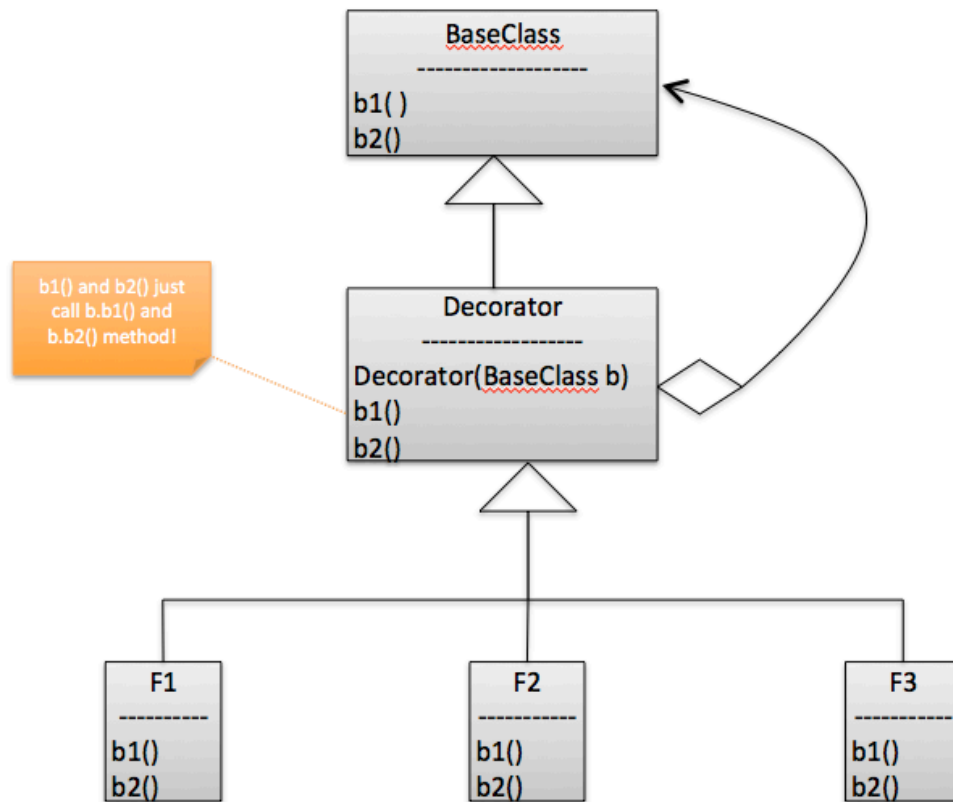 BaseClass
-------------------
b1( )
b2()
b1() and b2() just
call b.b1() and
b.b2() method!
Decorator
------------------
Decorator(BaseClass b)
b1()
b2()
F1
----------
b1()
b2()
F2
-----------
b1()
b2()
F3
-----------
b1()
b2()